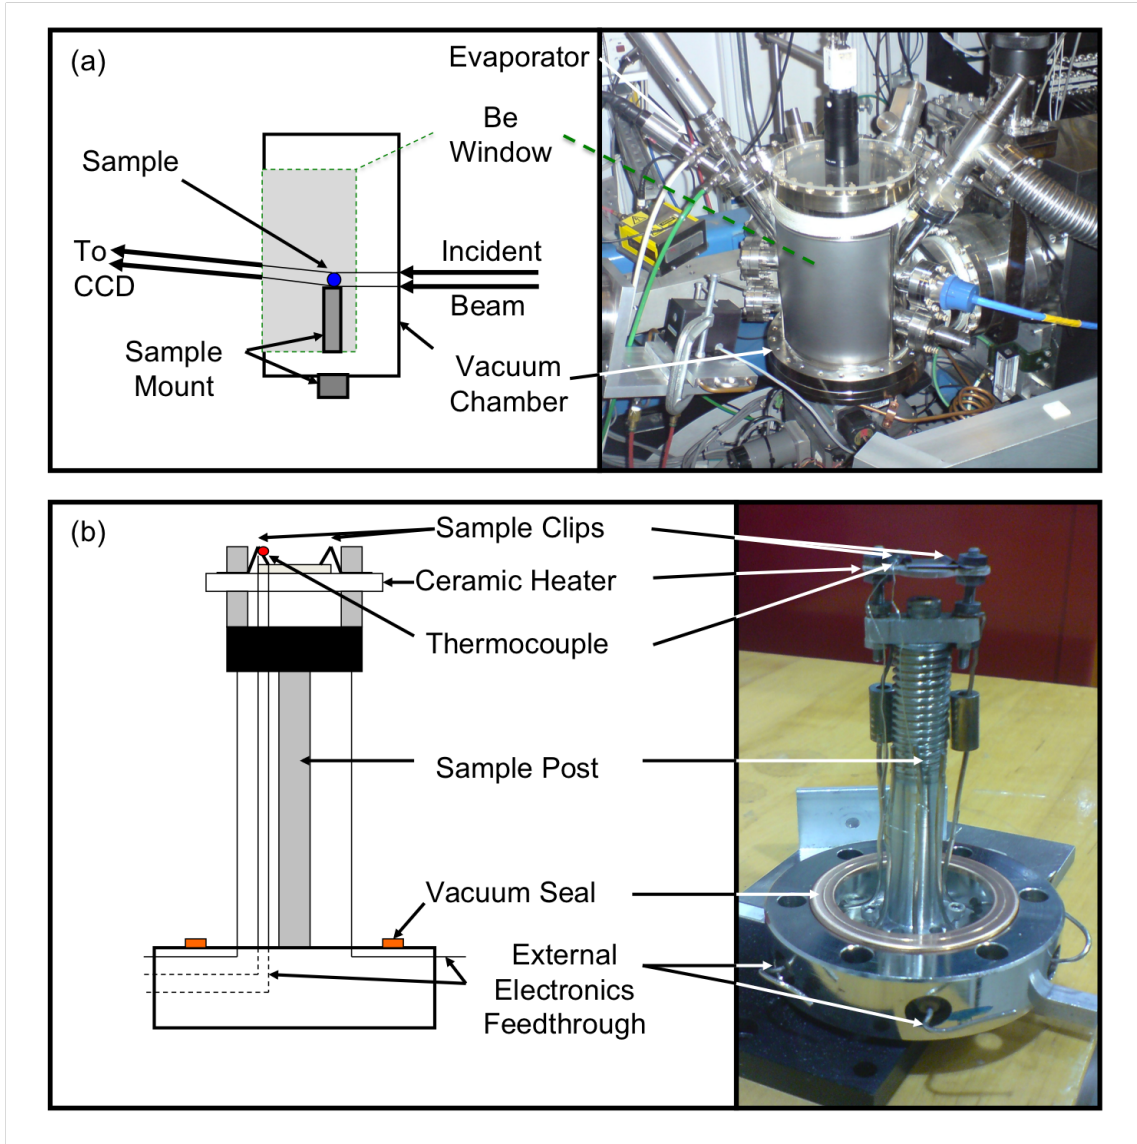 (a)
Evaporator
Be
Window
Sample
To
CCD
Incident
Beam
Sample
Mount
Vacuum
Chamber
(b)
Sample Clips
Ceramic Heater
Thermocouple
Sample Post
Vacuum Seal
External
Electronics
Feedthrough